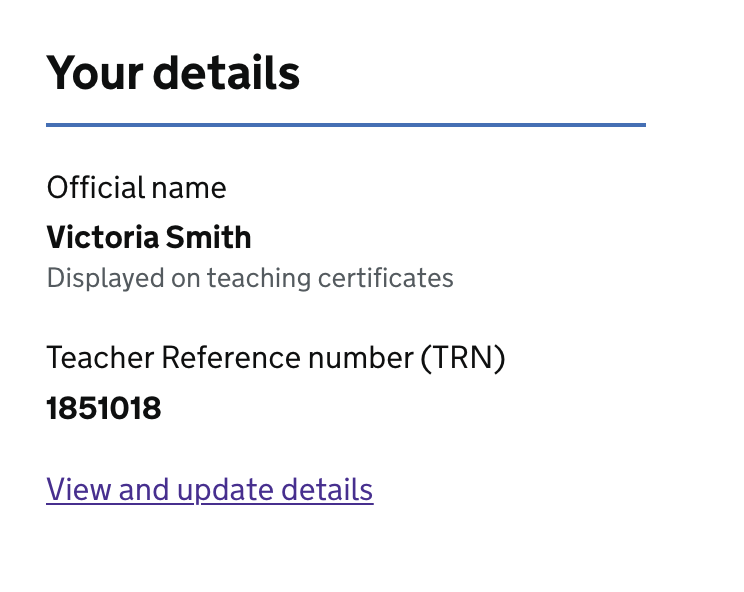 Your details
Official name
Victoria Smith
Displayed on teaching certificates
Teacher Reference number (TRN)
1851018
View and update details